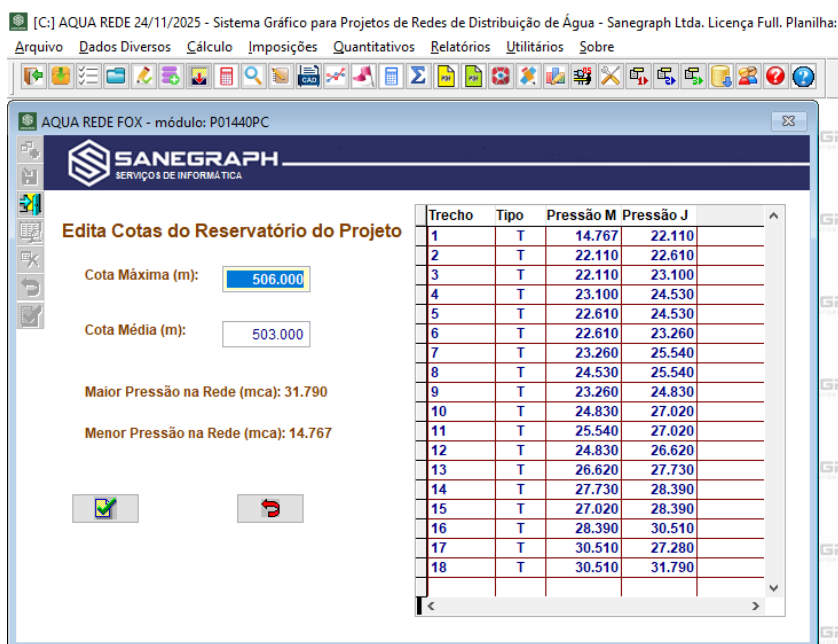 [C:] AQUA REDE 24/11/2025 - Sistema Gráfico para Projetos de Redes de Distribuição de Água - Sanegraph Ltda. Licença Full. Planilha:
Arquivo Dados Diversos Cálculo Imposições Quantitativos Relatórios Utilitários Sobre
AQUA REDE FOX - módulo: P01440PC
SANEGRAPH
SERVIÇOS DE INFORMÁTICA
Edita Cotas do Reservatório do Projeto
Cota Máxima (m): 506.000
Cota Média (m): 503.000
Maior Pressão na Rede (mca): 31.790
Menor Pressão na Rede (mca): 14.767
Trecho Tipo Pressão M Pressão J
1 T 14.767 22.110
2 T 22.110 22.610
3 T 22.110 23.100
4 T 23.100 24.530
5 T 22.610 24.530
6 T 22.610 23.260
7 T 23.260 25.540
8 T 24.530 25.540
9 T 23.260 24.830
10 T 24.830 27.020
11 T 25.540 27.020
12 T 24.830 26.620
13 T 26.620 27.730
14 T 27.730 28.390
15 T 27.020 28.390
16 T 28.390 30.510
17 T 30.510 27.280
18 T 30.510 31.790